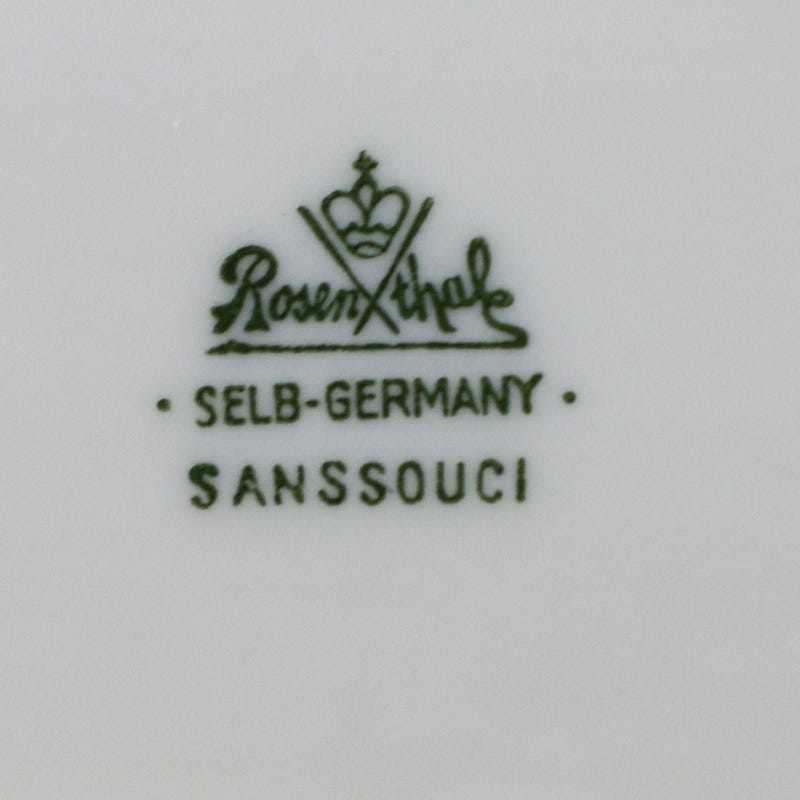 Rosenthal
· SELB-GERMANY ·
SANSSOUCI